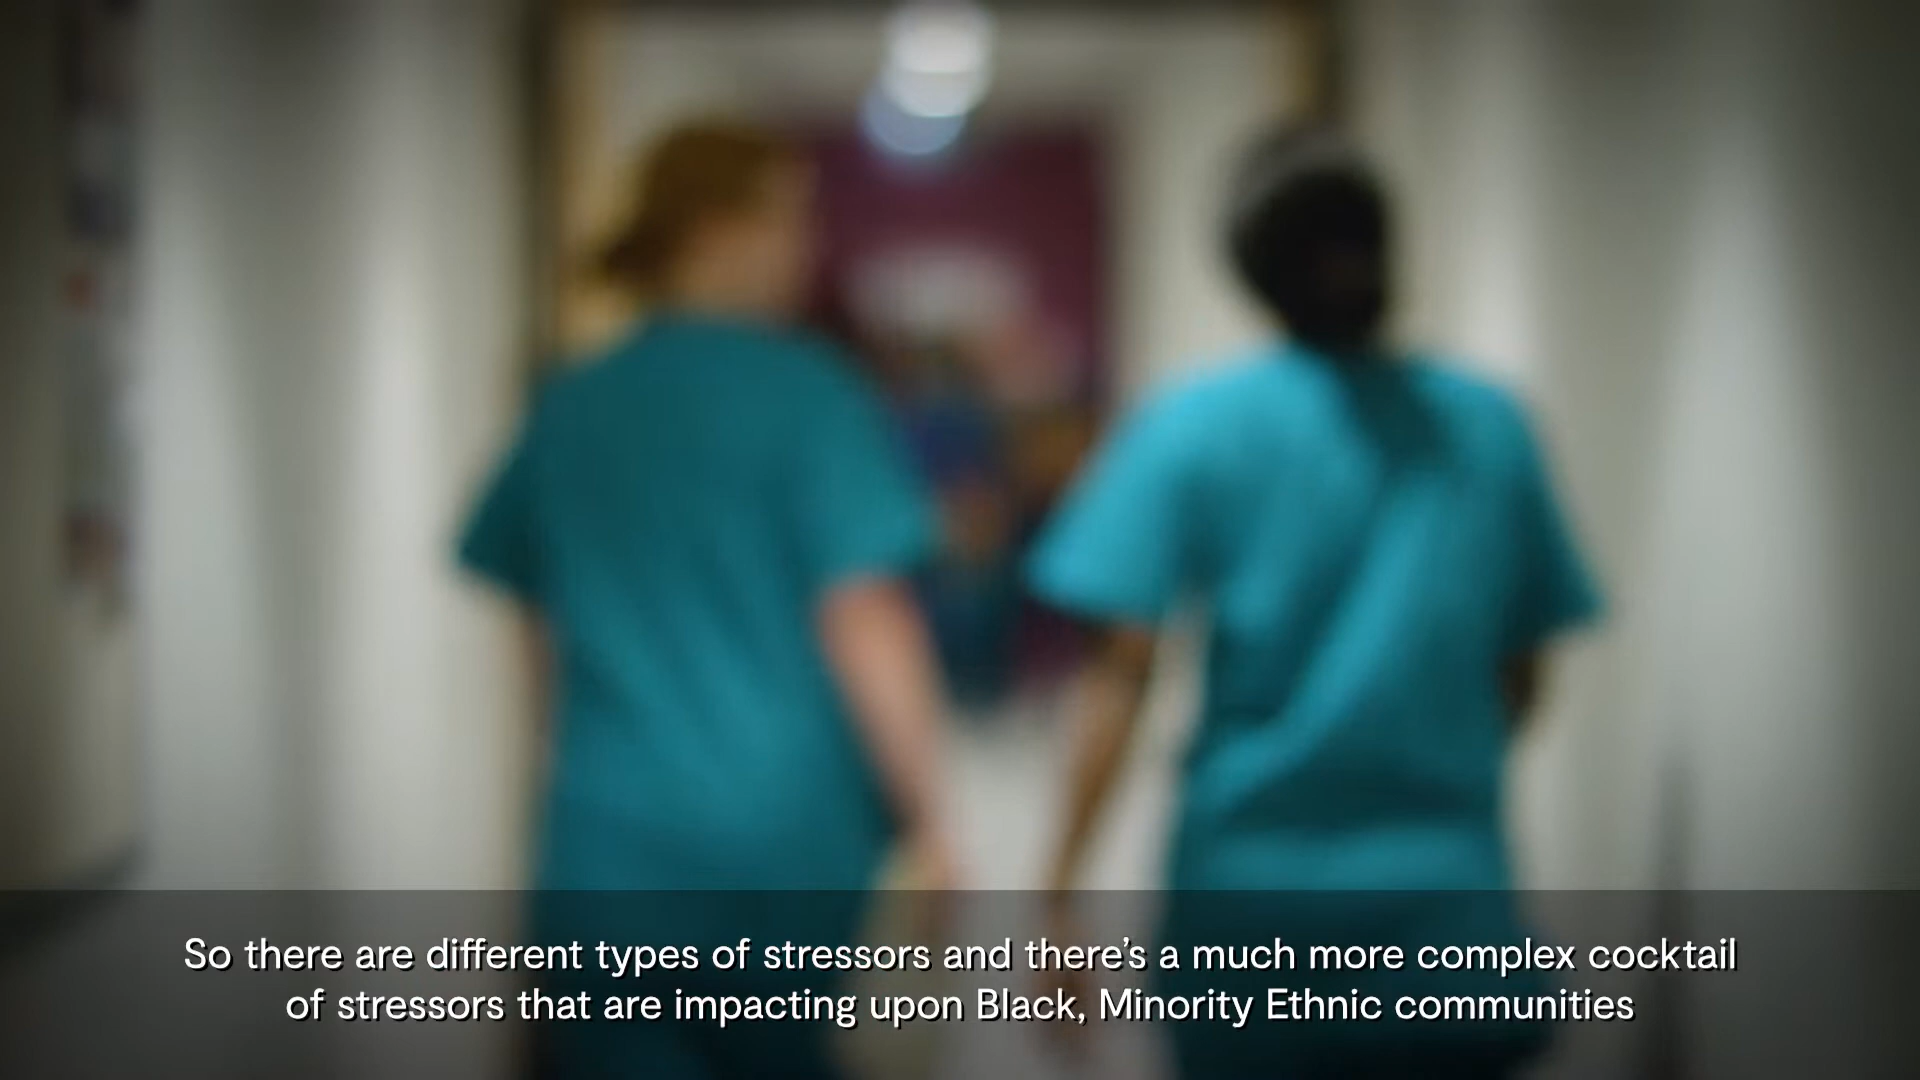 So there are different types of stressors and there’s a much more complex cocktail
of stressors that are impacting upon Black, Minority Ethnic communities